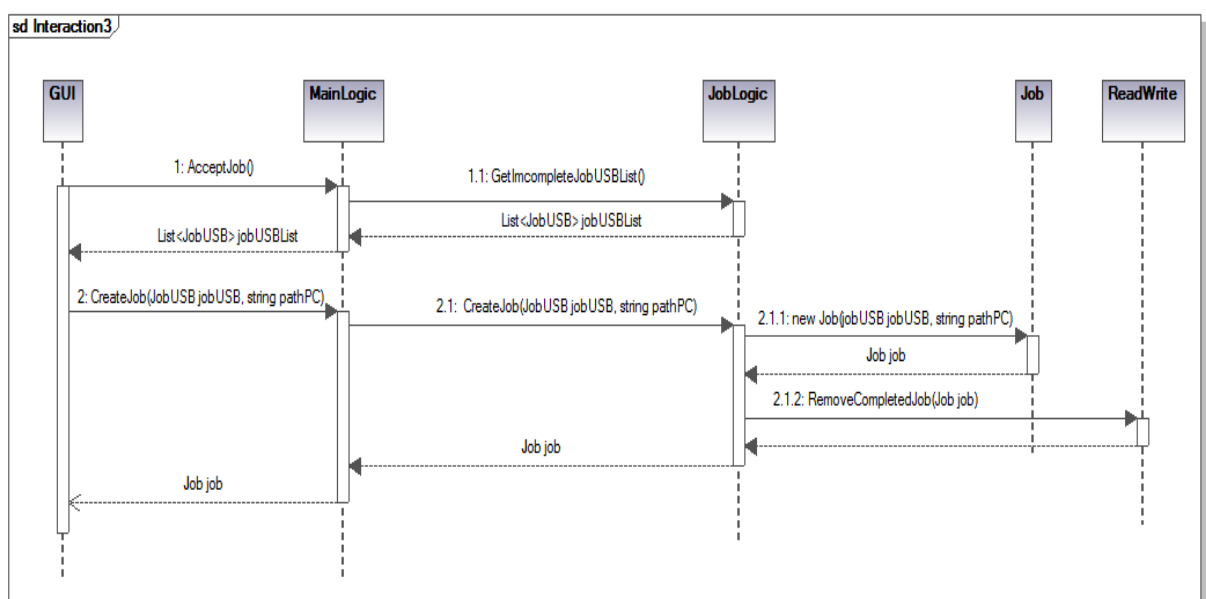 sd Interaction3
GUI
MainLogic
JobLogic
Job
ReadWrite
1: AcceptJob()
1.1: GetImcompleteJobUSBList()
List<JobUSB> jobUSBList
List<JobUSB> jobUSBList
2: CreateJob(JobUSB jobUSB, string pathPC)
2.1: CreateJob(JobUSB jobUSB, string pathPC)
2.1.1: new Job(jobUSB jobUSB, string pathPC)
Job job
2.1.2: RemoveCompletedJob(Job job)
Job job
Job job